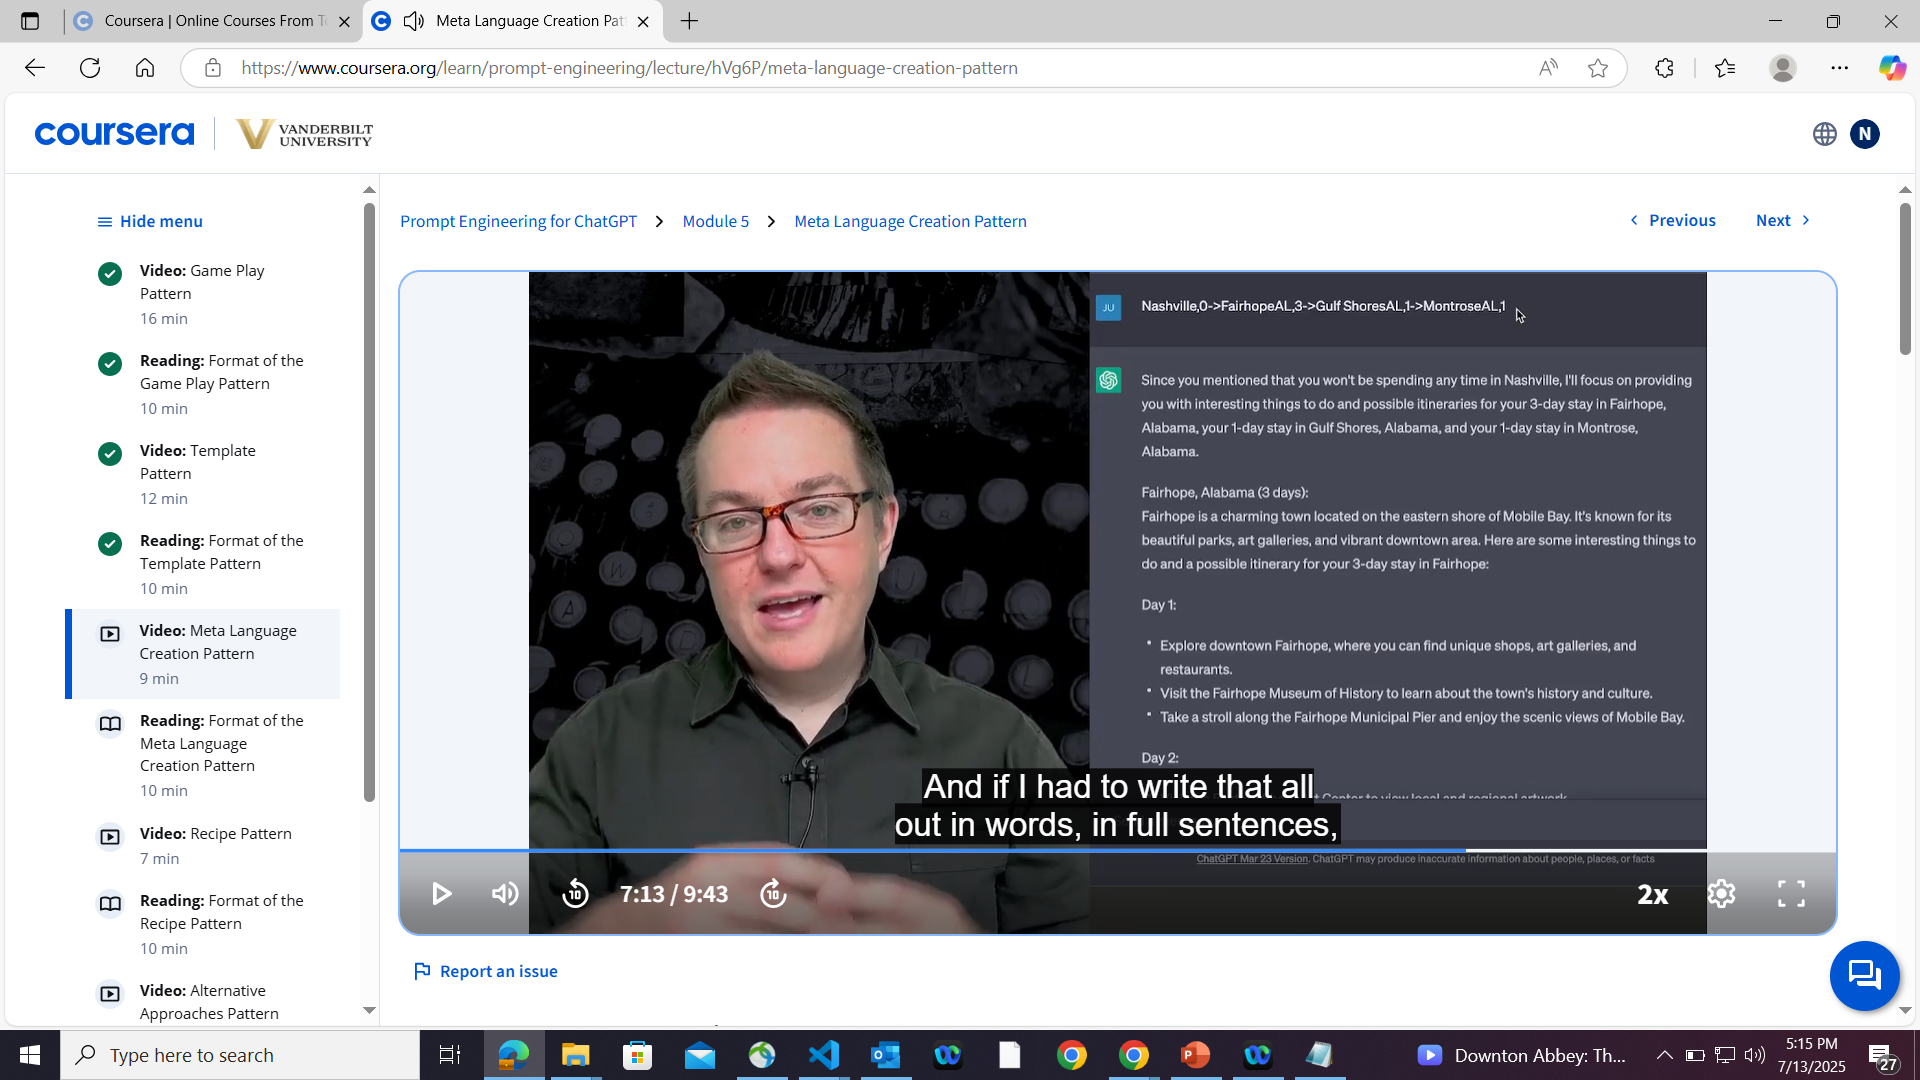 Coursera | Online Courses From T
Meta Language Creation Pat
https://www.coursera.org/learn/prompt-engineering/lecture/hVg6P/meta-language-creation-pattern
coursera
VANDERBILT
UNIVERSITY
N
Hide menu
Video: Game Play
Pattern
16 min
Reading: Format of the
Game Play Pattern
10 min
Video: Template
Pattern
12 min
Reading: Format of the
Template Pattern
10 min
Video: Meta Language
Creation Pattern
9 min
Reading: Format of the
Meta Language
Creation Pattern
10 min
Video: Recipe Pattern
7 min
Reading: Format of the
Recipe Pattern
10 min
Video: Alternative
Approaches Pattern
Prompt Engineering for ChatGPT
Module 5
Meta Language Creation Pattern
Previous
Next
JU
Nashville,0->FairhopeAL,3->Gulf ShoresAL,1->MontroseAL,1
Since you mentioned that you won't be spending any time in Nashville, I'll focus on providing
you with interesting things to do and possible itineraries for your 3-day stay in Fairhope,
Alabama, your 1-day stay in Gulf Shores, Alabama, and your 1-day stay in Montrose,
Alabama.
Fairhope, Alabama (3 days):
Fairhope is a charming town located on the eastern shore of Mobile Bay. It's known for its
beautiful parks, art galleries, and vibrant downtown area. Here are some interesting things to
do and a possible itinerary for your 3-day stay in Fairhope:
Day 1:
• Explore downtown Fairhope, where you can find unique shops, art galleries, and
restaurants.
• Visit the Fairhope Museum of History to learn about the town's history and culture.
• Take a stroll along the Fairhope Municipal Pier and enjoy the scenic views of Mobile Bay.
Day 2:
Center to view local and regional artwork
And if I had to write that all
out in words, in full sentences,
ChatGPT Mar 23 Version. ChatGPT may produce inaccurate information about people, places, or facts
10
7:13 / 9:43
10
2x
Report an issue
Type here to search
Downton Abbey: Th...
5:15 PM
7/13/2025
27